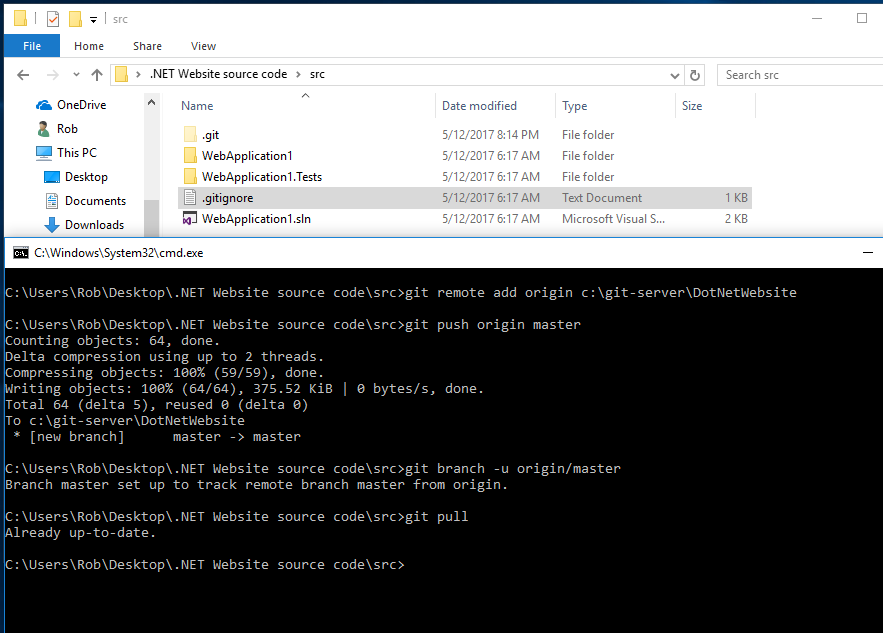 src
File Home Share View
.NET Website source code > src
Search src
Name Date modified Type Size
OneDrive
Rob
This PC
Desktop
Documents
Downloads
.git 5/12/2017 8:14 PM File folder
WebApplication1 5/12/2017 6:17 AM File folder
WebApplication1.Tests 5/12/2017 6:17 AM File folder
.gitignore 5/12/2017 6:17 AM Text Document 1 KB
WebApplication1.sln 5/12/2017 6:17 AM Microsoft Visual S... 2 KB
C:\Windows\System32\cmd.exe
C:\Users\Rob\Desktop\.NET Website source code\src>git remote add origin c:\git-server\DotNetWebsite
C:\Users\Rob\Desktop\.NET Website source code\src>git push origin master
Counting objects: 64, done.
Delta compression using up to 2 threads.
Compressing objects: 100% (59/59), done.
Writing objects: 100% (64/64), 375.52 KiB | 0 bytes/s, done.
Total 64 (delta 5), reused 0 (delta 0)
To c:\git-server\DotNetWebsite
* [new branch] master -> master
C:\Users\Rob\Desktop\.NET Website source code\src>git branch -u origin/master
Branch master set up to track remote branch master from origin.
C:\Users\Rob\Desktop\.NET Website source code\src>git pull
Already up-to-date.
C:\Users\Rob\Desktop\.NET Website source code\src>